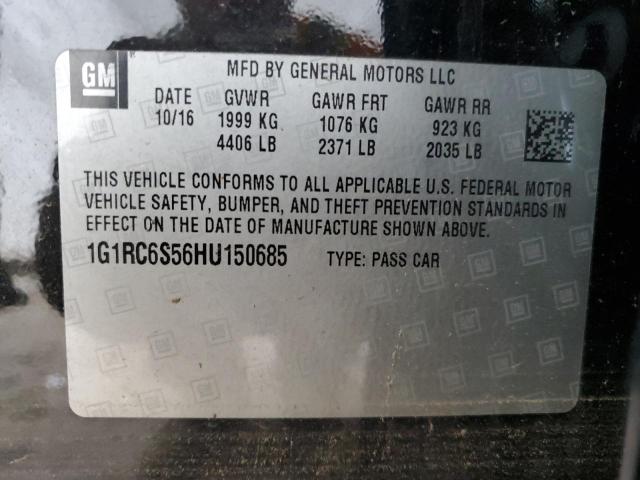 GM
MFD BY GENERAL MOTORS LLC
DATE GVWR GAWR FRT GAWR RR
10/16 1999 KG 1076 KG 923 KG
4406 LB 2371 LB 2035 LB
THIS VEHICLE CONFORMS TO ALL APPLICABLE U.S. FEDERAL MOTOR
VEHICLE SAFETY, BUMPER, AND THEFT PREVENTION STANDARDS IN
EFFECT ON THE DATE OF MANUFACTURE SHOWN ABOVE.
1G1RC6S56HU150685 TYPE: PASS CAR